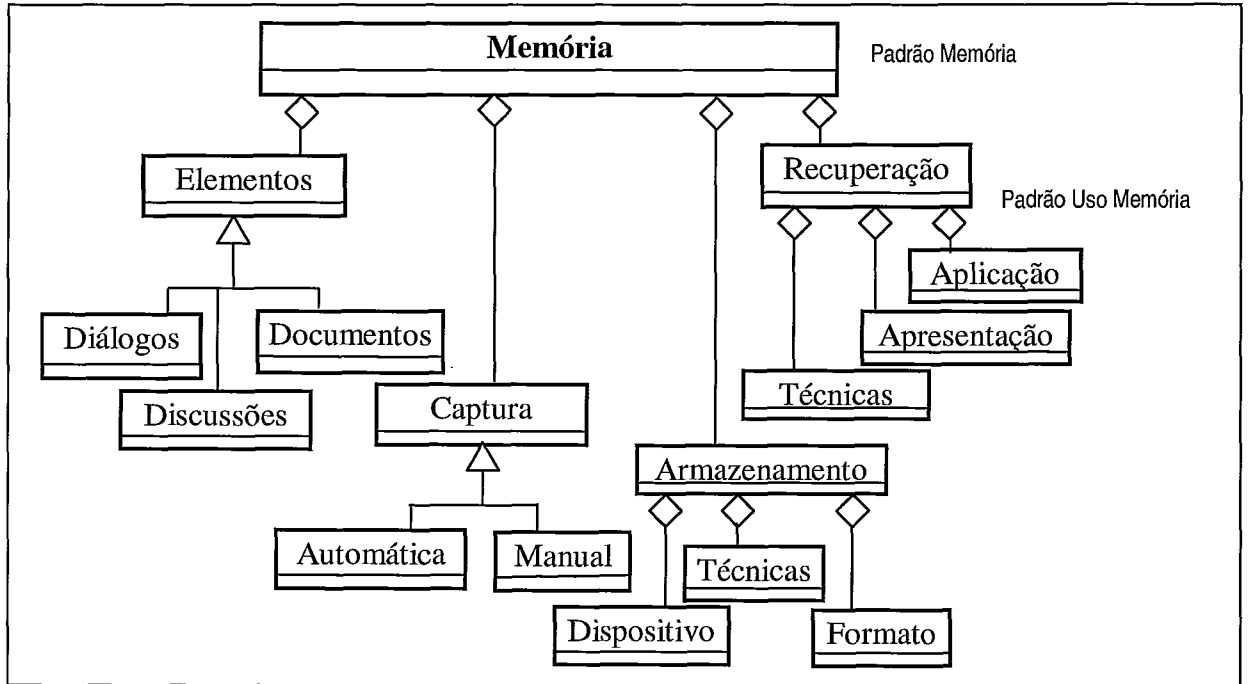 Memória
Padrão Memória
Elementos
Recuperação
Padrão Uso Memória
Aplicação
Diálogos
Documentos
Apresentação
Discussões
Captura
Técnicas
Armazenamento
Automática
Manual
Técnicas
Dispositivo
Formato